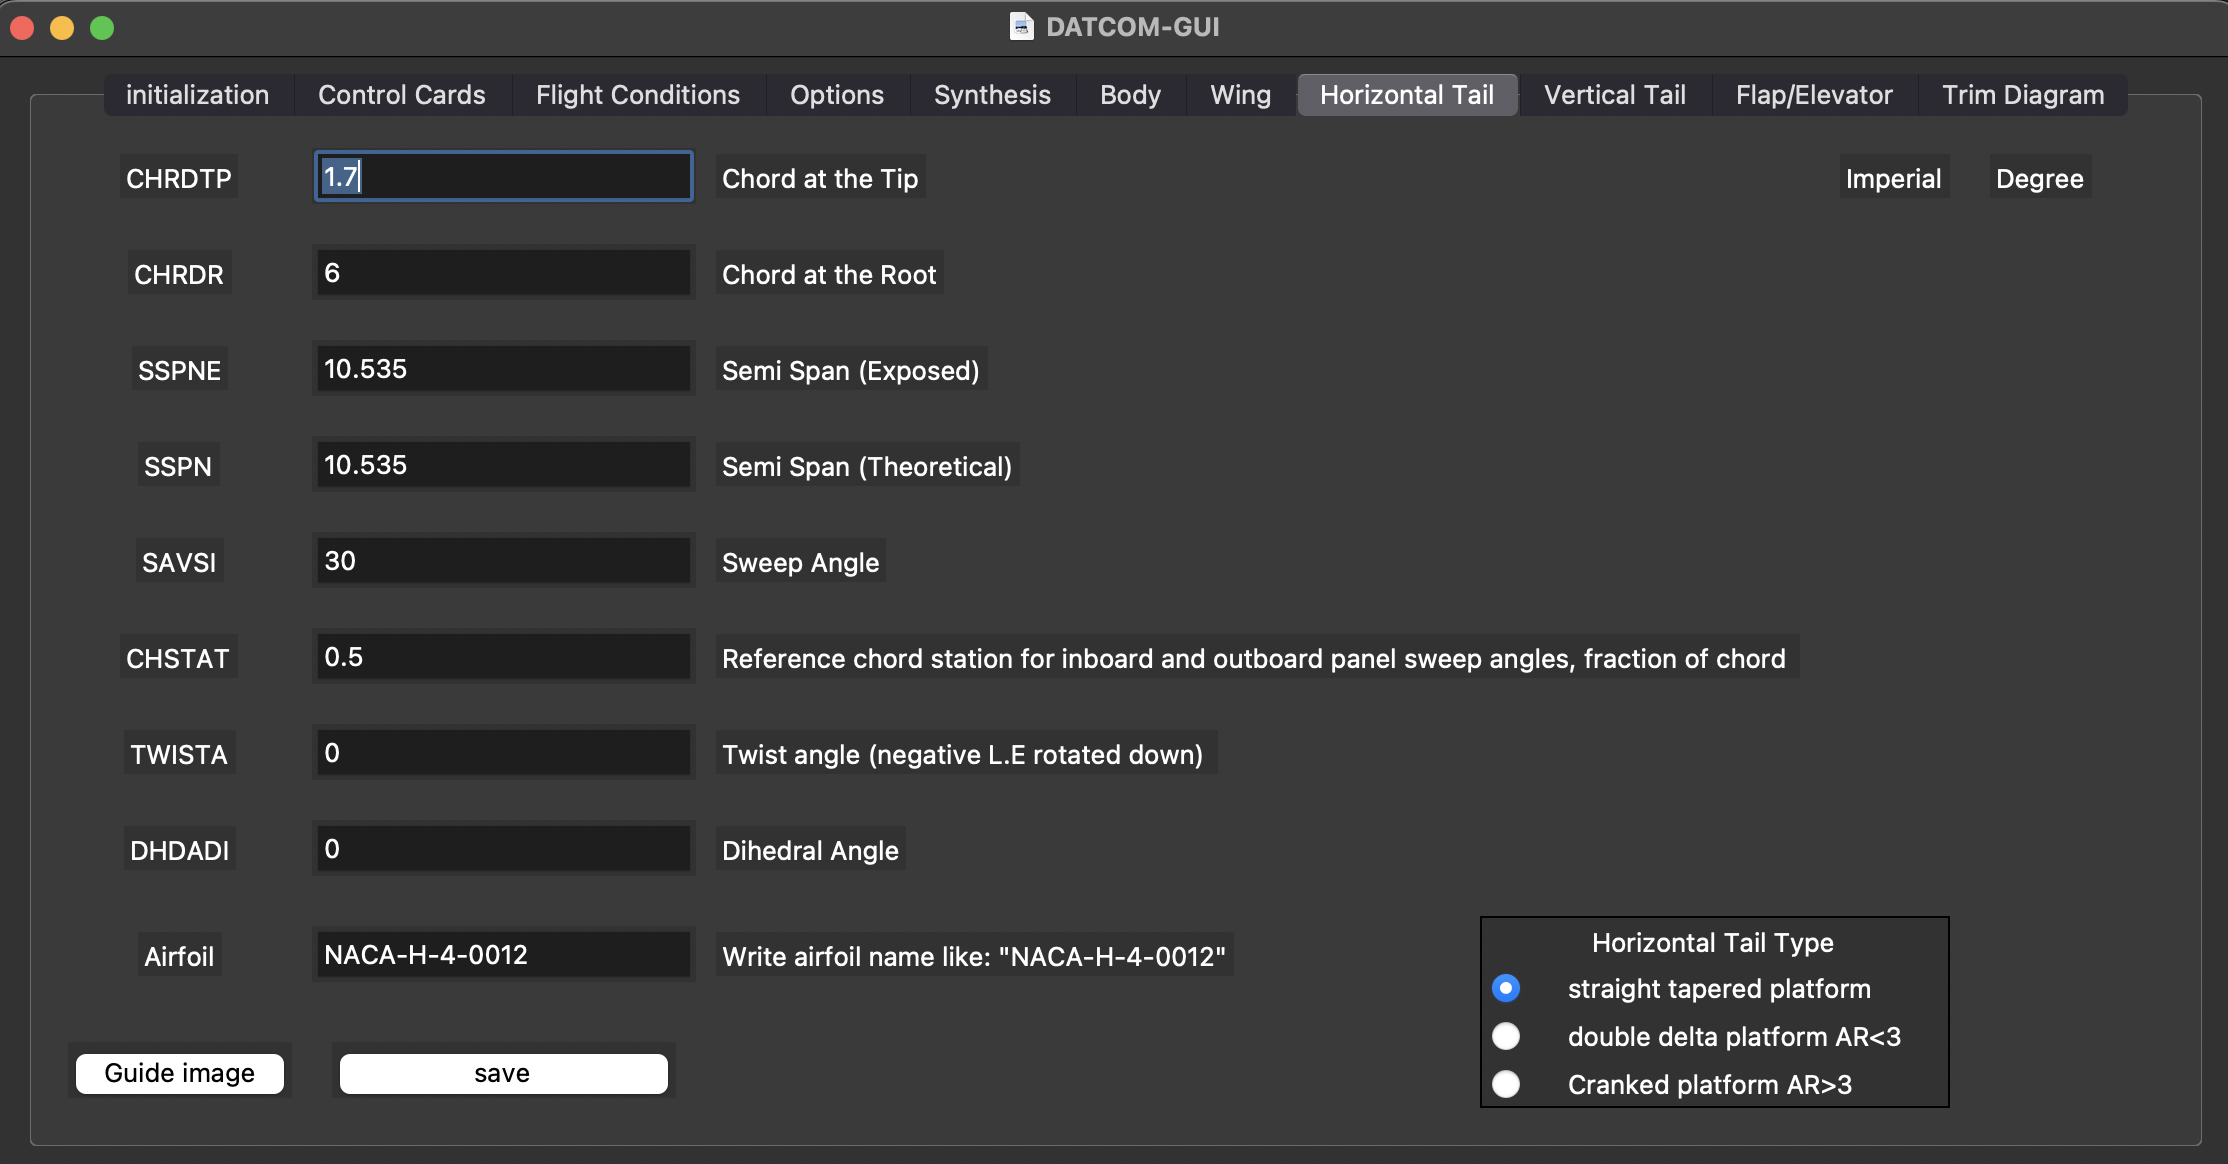 DATCOM-GUI
initialization Control Cards Flight Conditions Options Synthesis Body Wing Horizontal Tail Vertical Tail Flap/Elevator Trim Diagram
CHRDTP 1.7 Chord at the Tip Imperial Degree
CHRDR 6 Chord at the Root
SSPNE 10.535 Semi Span (Exposed)
SSPN 10.535 Semi Span (Theoretical)
SAVSI 30 Sweep Angle
CHSTAT 0.5 Reference chord station for inboard and outboard panel sweep angles, fraction of chord
TWISTA 0 Twist angle (negative L.E rotated down)
DHDADI 0 Dihedral Angle
Airfoil NACA-H-4-0012 Write airfoil name like: "NACA-H-4-0012"
Horizontal Tail Type
straight tapered platform
double delta platform AR<3
Cranked platform AR>3
Guide image save